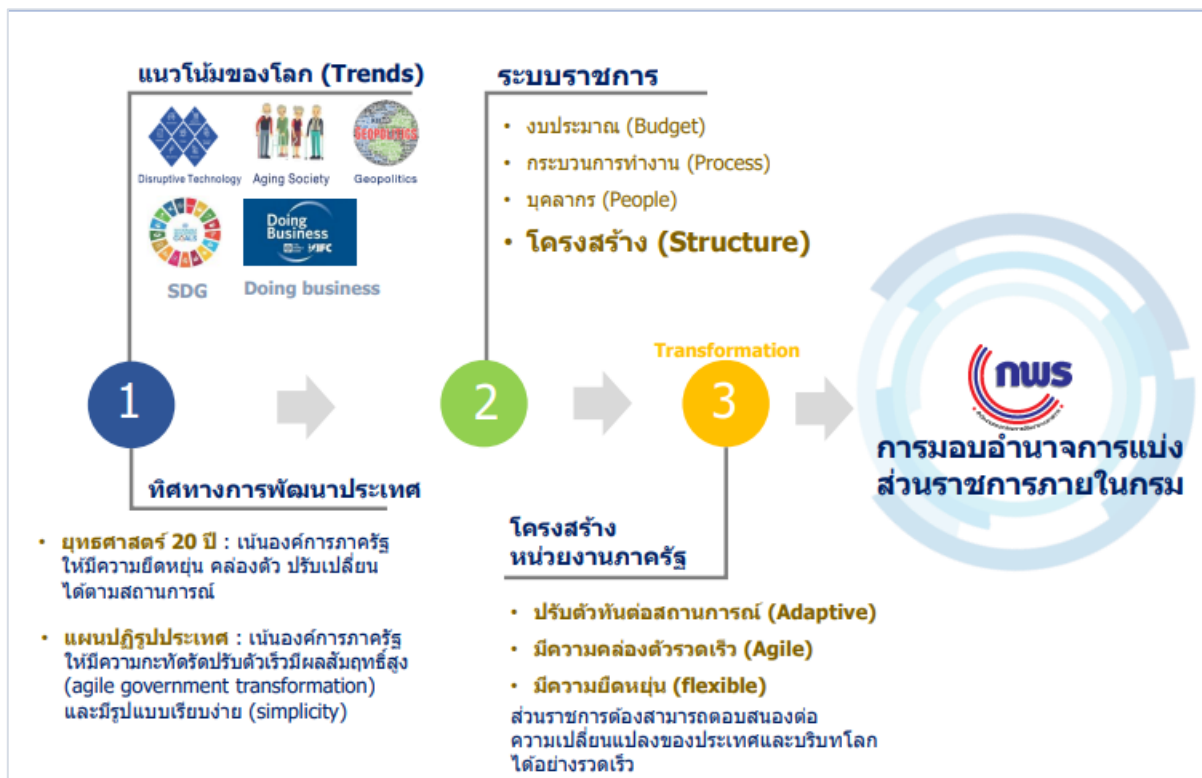 แนวโน้มของโลก (Trends)
Disruptive Technology
Aging Society
GEOPOLITICS
Geopolitics
GOALS
Doing
Business
IFC
SDG
Doing business
1
ทิศทางการพัฒนาประเทศ
• ยุทธศาสตร์ 20 ปี : เน้นองค์การภาครัฐ
ให้มีความยืดหยุ่น คล่องตัว ปรับเปลี่ยน
ได้ตามสถานการณ์
• แผนปฏิรูปประเทศ : เน้นองค์การภาครัฐ
ให้มีความกะทัดรัดปรับตัวเร็วมีผลสัมฤทธิ์สูง
(agile government transformation)
และมีรูปแบบเรียบง่าย (simplicity)
ระบบราชการ
• งบประมาณ (Budget)
• กระบวนการทำงาน (Process)
• บุคลากร (People)
• โครงสร้าง (Structure)
2
Transformation
3
โครงสร้าง
หน่วยงานภาครัฐ
• ปรับตัวทันต่อสถานการณ์ (Adaptive)
• มีความคล่องตัวรวดเร็ว (Agile)
• มีความยืดหยุ่น (flexible)
ส่วนราชการต้องสามารถตอบสนองต่อ
ความเปลี่ยนแปลงของประเทศและบริบทโลก
ได้อย่างรวดเร็ว
กพร
การมอบอำนาจการแบ่ง
ส่วนราชการภายในกรม